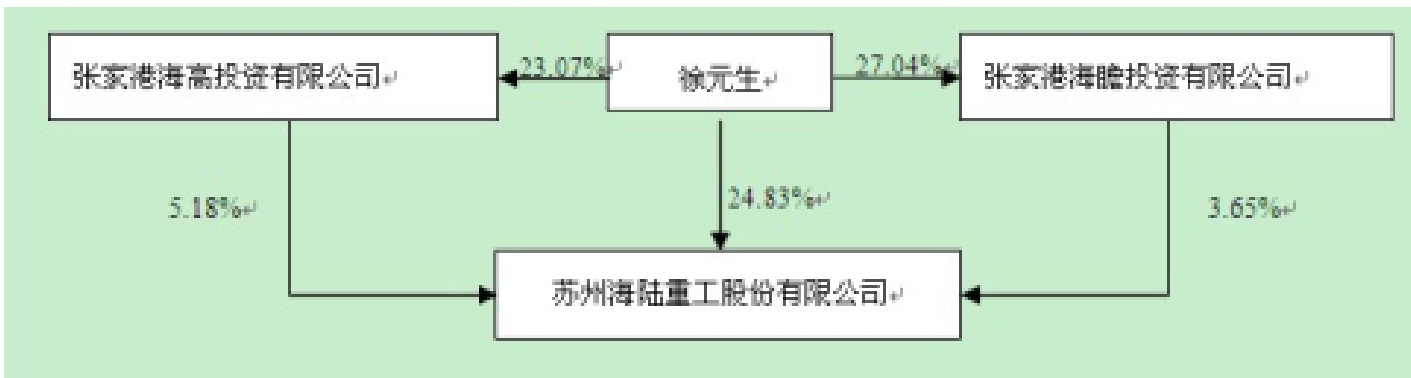 张家港海高投资有限公司
23.07%
徐元生
27.04%
张家港海瞻投资有限公司
5.18%
24.83%
3.65%
苏州海陆重工股份有限公司